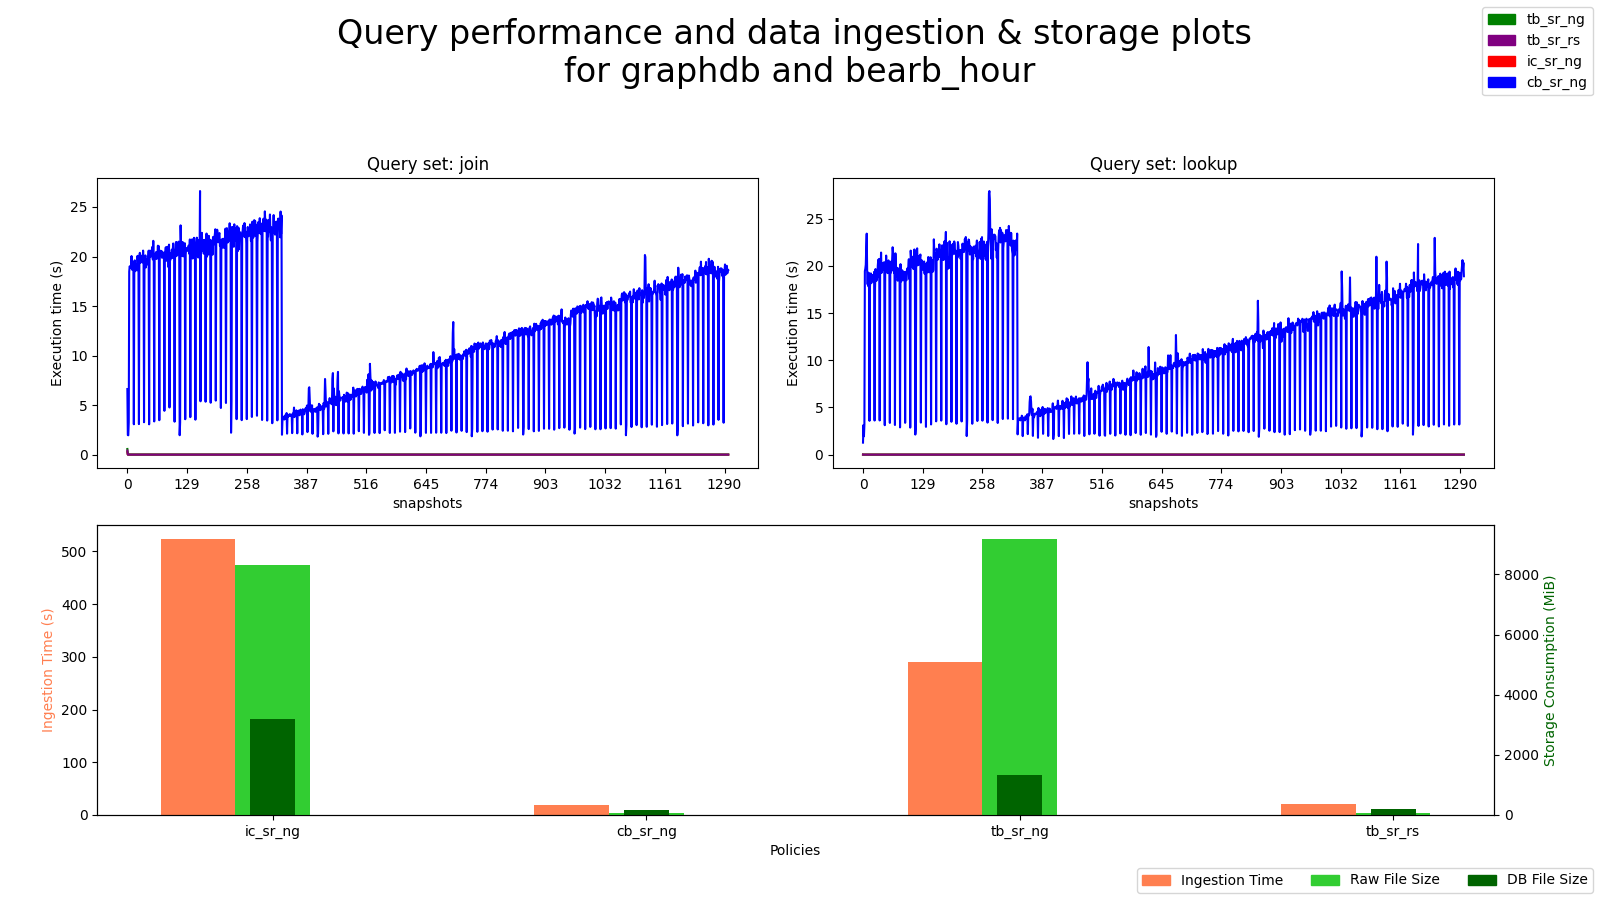 Query performance and data ingestion & storage plots
for graphdb and bearb_hour
tb_sr_ng
tb_sr_rs
ic_sr_ng
cb_sr_ng
Query set: join
Execution time (s)
25
20
15
10
5
0
0 129 258 387 516 645 774 903 1032 1161 1290
snapshots
Query set: lookup
Execution time (s)
25
20
15
10
5
0
0 129 258 387 516 645 774 903 1032 1161 1290
snapshots
Ingestion Time (s)
500
400
300
200
100
0
8000
6000
4000
2000
0
Storage Consumption (MiB)
ic_sr_ng cb_sr_ng tb_sr_ng tb_sr_rs
Policies
Ingestion Time Raw File Size DB File Size